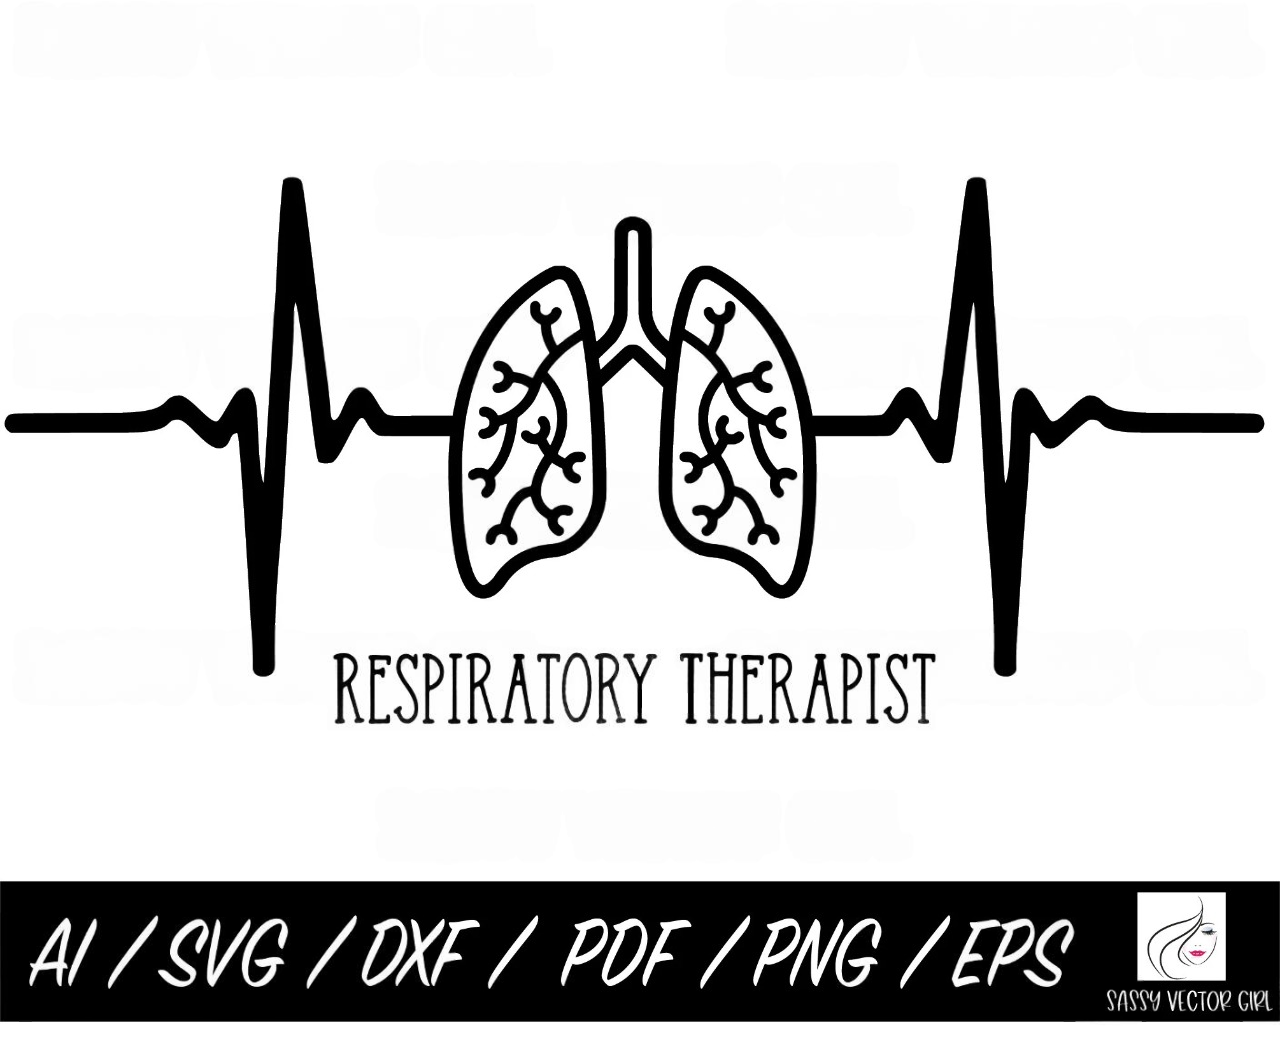 RESPIRATORY THERAPIST
AI / SVG / DXF / PDF / PNG / EPS
SASSY VECTOR GIRL